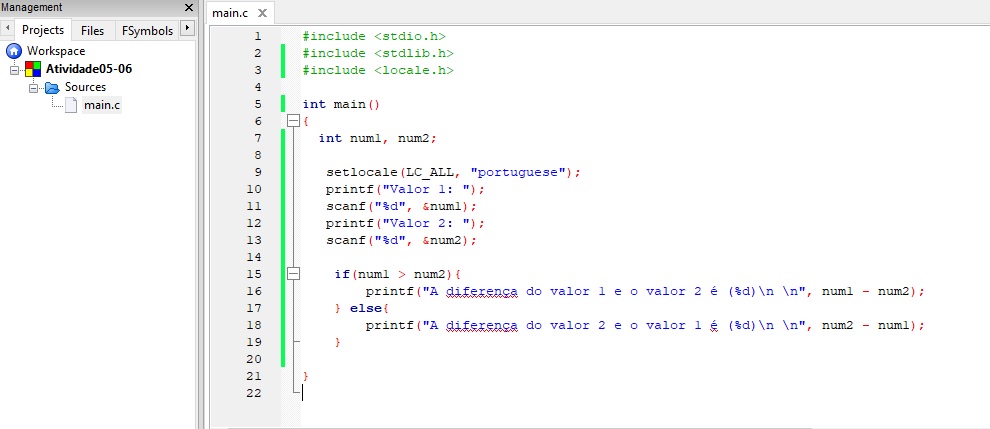 Management
Projects Files FSymbols
Workspace
Atividade05-06
Sources
main.c
main.c
1 #include <stdio.h>
2 #include <stdlib.h>
3 #include <locale.h>
4
5 int main()
6 {
7 int num1, num2;
8
9 setlocale(LC_ALL, "portuguese");
10 printf("Valor 1: ");
11 scanf("%d", &num1);
12 printf("Valor 2: ");
13 scanf("%d", &num2);
14
15 if(num1 > num2){
16 printf("A diferença do valor 1 e o valor 2 é (%d)\n \n", num1 - num2);
17 } else{
18 printf("A diferença do valor 2 e o valor 1 é (%d)\n \n", num2 - num1);
19 }
20
21 }
22